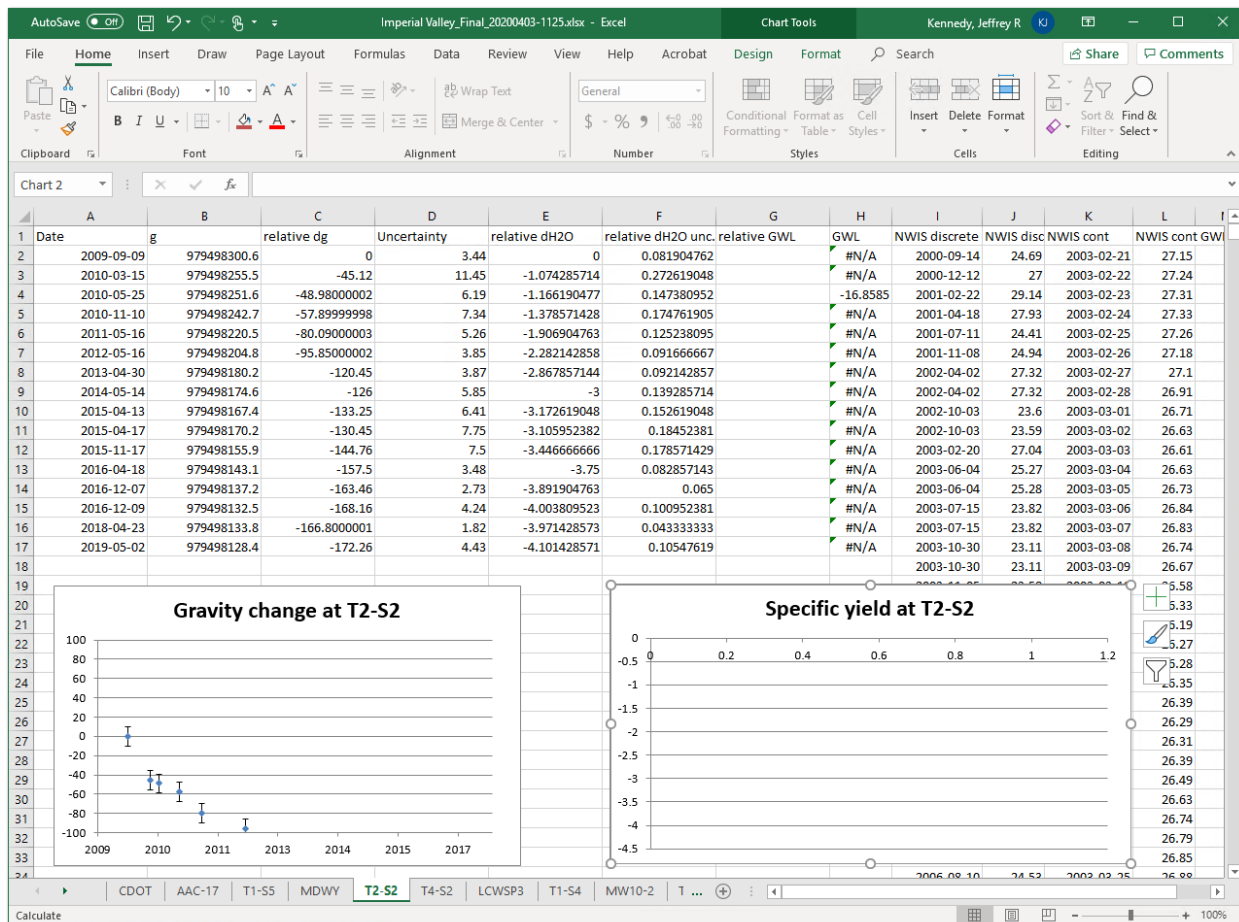 AutoSave Off Imperial Valley_Final_20200403-1125.xlsx - Excel Chart Tools Kennedy, Jeffrey R KJ
File Home Insert Draw Page Layout Formulas Data Review View Help Acrobat Design Format Search Share Comments
Paste Calibri (Body) 10 A A Wrap Text General Conditional Formatting Format as Table Cell Styles Insert Delete Format Sort & Filter Find & Select
B I U A Merge & Center $ % 9
Clipboard Font Alignment Number Styles Cells Editing
Chart 2 fx
A B C D E F G H I J K L
1 Date g relative dg Uncertainty relative dH2O relative dH2O unc. relative GWL GWL NWIS discrete NWIS disc NWIS cont NWIS cont GWL
2 2009-09-09 979498300.6 0 3.44 0 0.081904762 #N/A 2000-09-14 24.69 2003-02-21 27.15
3 2010-03-15 979498255.5 -45.12 11.45 -1.074285714 0.272619048 #N/A 2000-12-12 27 2003-02-22 27.24
4 2010-05-25 979498251.6 -48.98000002 6.19 -1.166190477 0.147380952 -16.8585 2001-02-22 29.14 2003-02-23 27.31
5 2010-11-10 979498242.7 -57.89999998 7.34 -1.378571428 0.174761905 #N/A 2001-04-18 27.93 2003-02-24 27.33
6 2011-05-16 979498220.5 -80.09000003 5.26 -1.906904763 0.125238095 #N/A 2001-07-11 24.41 2003-02-25 27.26
7 2012-05-16 979498204.8 -95.85000002 3.85 -2.282142858 0.091666667 #N/A 2001-11-08 24.94 2003-02-26 27.18
8 2013-04-30 979498180.2 -120.45 3.87 -2.867857144 0.092142857 #N/A 2002-04-02 27.32 2003-02-27 27.1
9 2014-05-14 979498174.6 -126 5.85 -3 0.139285714 #N/A 2002-04-02 27.32 2003-02-28 26.91
10 2015-04-13 979498167.4 -133.25 6.41 -3.172619048 0.152619048 #N/A 2002-10-03 23.6 2003-03-01 26.71
11 2015-04-17 979498170.2 -130.45 7.75 -3.105952382 0.18452381 #N/A 2002-10-03 23.59 2003-03-02 26.63
12 2015-11-17 979498155.9 -144.76 7.5 -3.446666666 0.178571429 #N/A 2003-02-20 27.04 2003-03-03 26.61
13 2016-04-18 979498143.1 -157.5 3.48 -3.75 0.082857143 #N/A 2003-06-04 25.27 2003-03-04 26.63
14 2016-12-07 979498137.2 -163.46 2.73 -3.891904763 0.065 #N/A 2003-06-04 25.28 2003-03-05 26.73
15 2016-12-09 979498132.5 -168.16 4.24 -4.003809523 0.100952381 #N/A 2003-07-15 23.82 2003-03-06 26.84
16 2018-04-23 979498133.8 -166.8000001 1.82 -3.971428573 0.043333333 #N/A 2003-07-15 23.82 2003-03-07 26.83
17 2019-05-02 979498128.4 -172.26 4.43 -4.101428571 0.10547619 #N/A 2003-10-30 23.11 2003-03-08 26.74
18 2003-10-30 23.11 2003-03-09 26.67
19
20
21
22
23
24
25 26.39
26 26.29
27 26.31
28 26.39
29 26.49
30 26.63
31 26.74
32 26.79
33 26.85
Gravity change at T2-S2
100
80
60
40
20
0
-20
-40
-60
-80
-100
2009 2010 2011 2013 2014 2015 2017
Specific yield at T2-S2
0
-0.5
-1
-1.5
-2
-2.5
-3
-3.5
-4
-4.5
0 0.2 0.4 0.6 0.8 1 1.2
CDOT AAC-17 T1-S5 MDWY T2-S2 T4-S2 LCWSP3 T1-S4 MW10-2 T ...
Calculate 100%